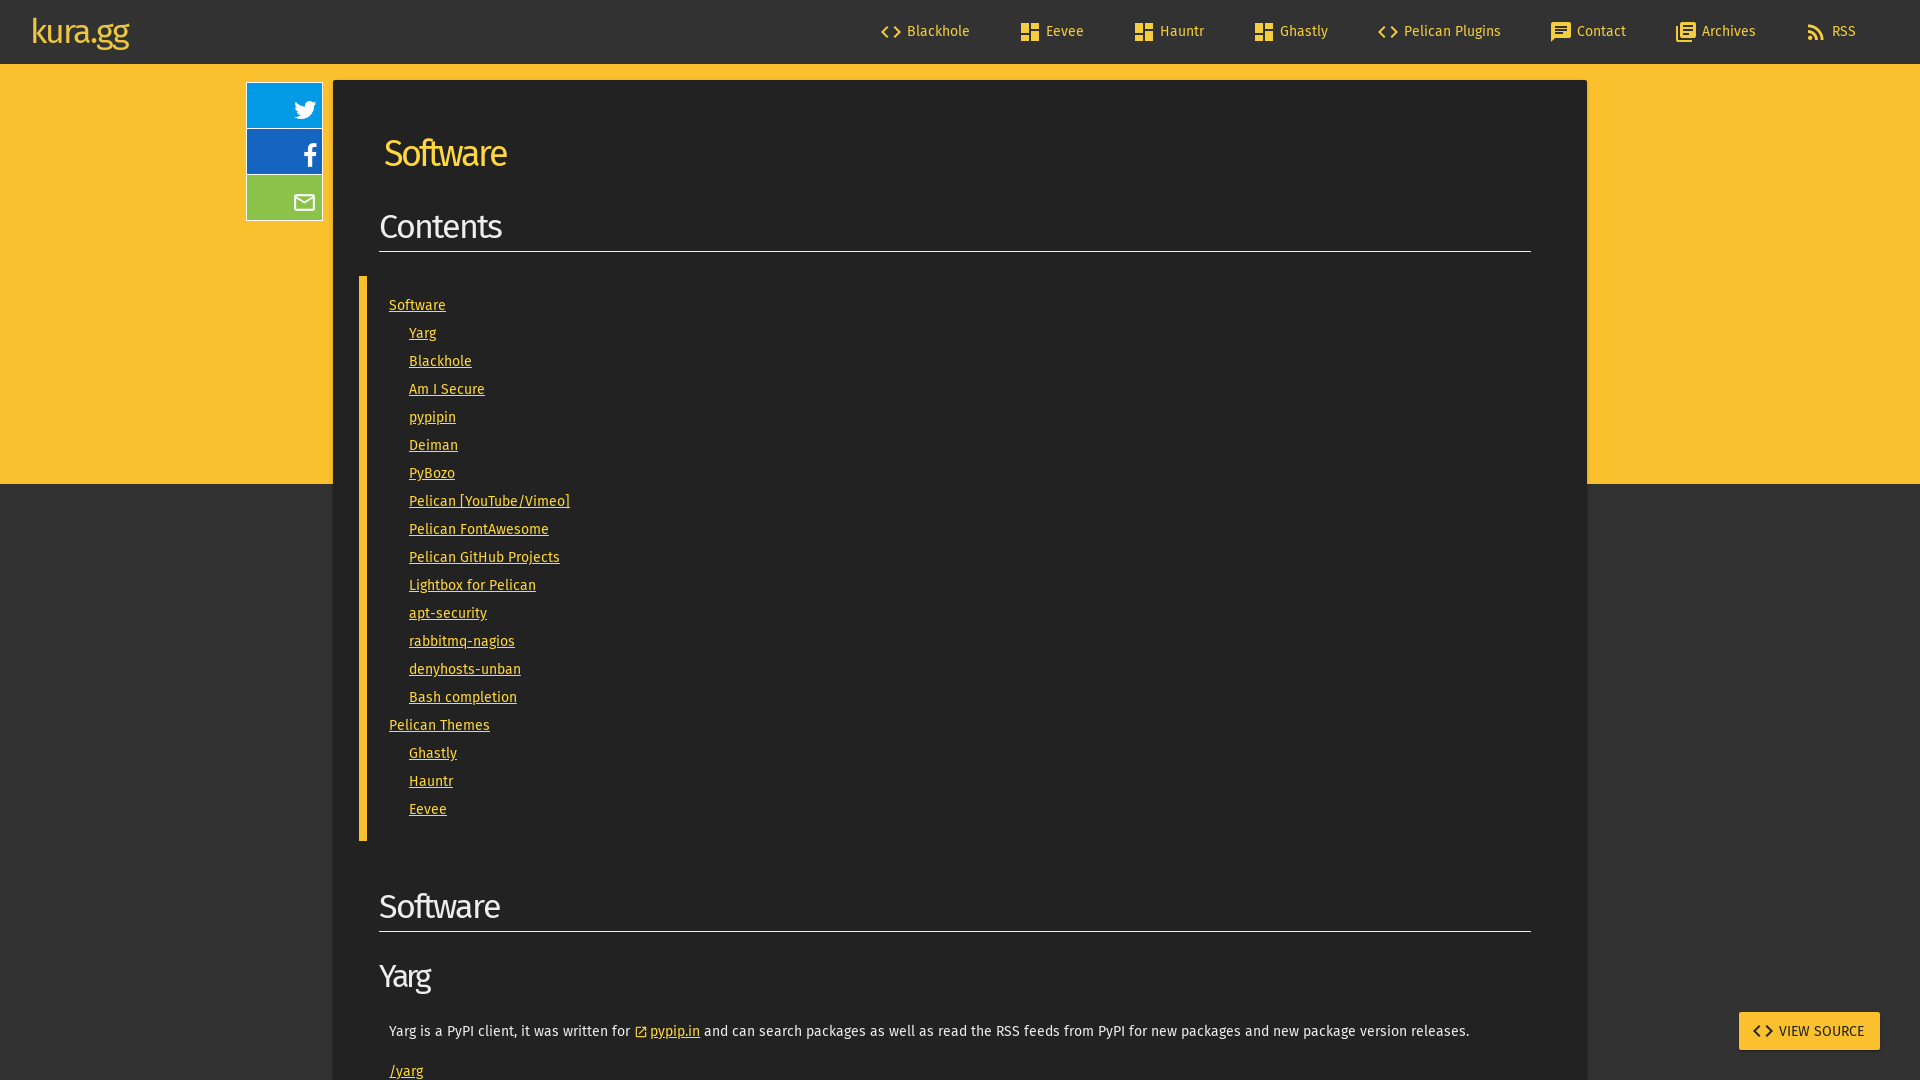 kura.gg
Blackhole
Eevee
Hauntr
Ghastly
Pelican Plugins
Contact
Archives
RSS
Software
Contents
Software
Yarg
Blackhole
Am I Secure
pypipin
Deiman
PyBozo
Pelican [YouTube/Vimeo]
Pelican FontAwesome
Pelican GitHub Projects
Lightbox for Pelican
apt-security
rabbitmq-nagios
denyhosts-unban
Bash completion
Pelican Themes
Ghastly
Hauntr
Eevee
Software
Yarg
Yarg is a PyPI client, it was written for pypip.in and can search packages as well as read the RSS feeds from PyPI for new packages and new package version releases.
/yarg
VIEW SOURCE